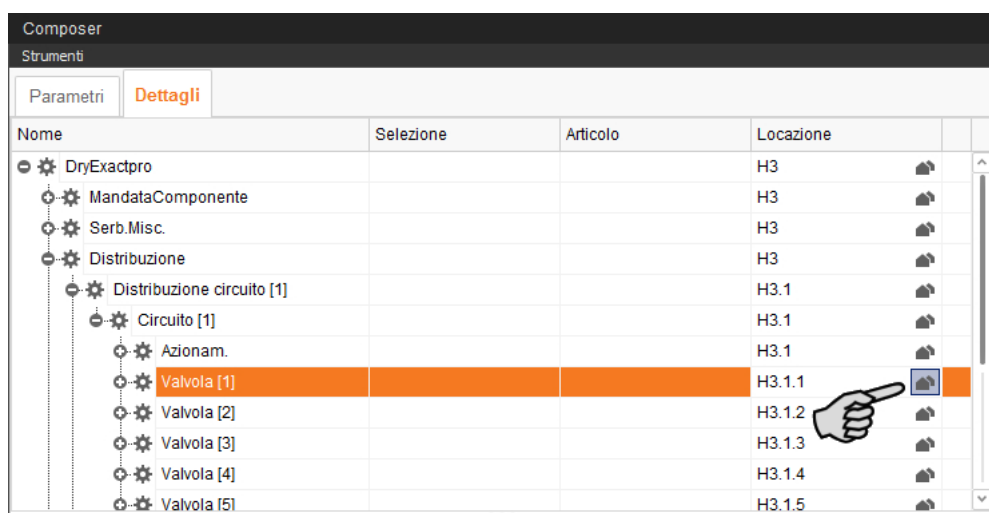 Composer
Strumenti
Parametri Dettagli
Nome Selezione Articolo Locazione
DryExactpro H3
MandataComponente H3
Serb.Misc. H3
Distribuzione H3
Distribuzione circuito [1] H3.1
Circuito [1] H3.1
Azionam. H3.1
Valvola [1] H3.1.1
Valvola [2] H3.1.2
Valvola [3] H3.1.3
Valvola [4] H3.1.4
Valvola [5] H3.1.5